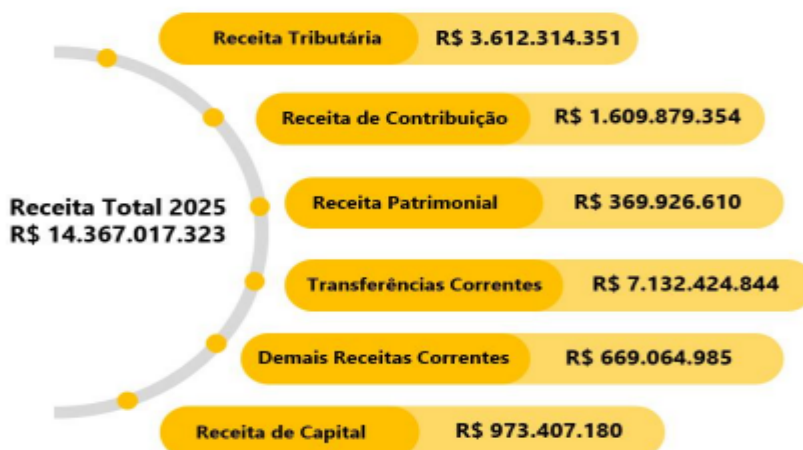 Receita Tributária R$ 3.612.314.351
Receita de Contribuição R$ 1.609.879.354
Receita Total 2025
R$ 14.367.017.323
Receita Patrimonial R$ 369.926.610
Transferências Correntes R$ 7.132.424.844
Demais Receitas Correntes R$ 669.064.985
Receita de Capital R$ 973.407.180